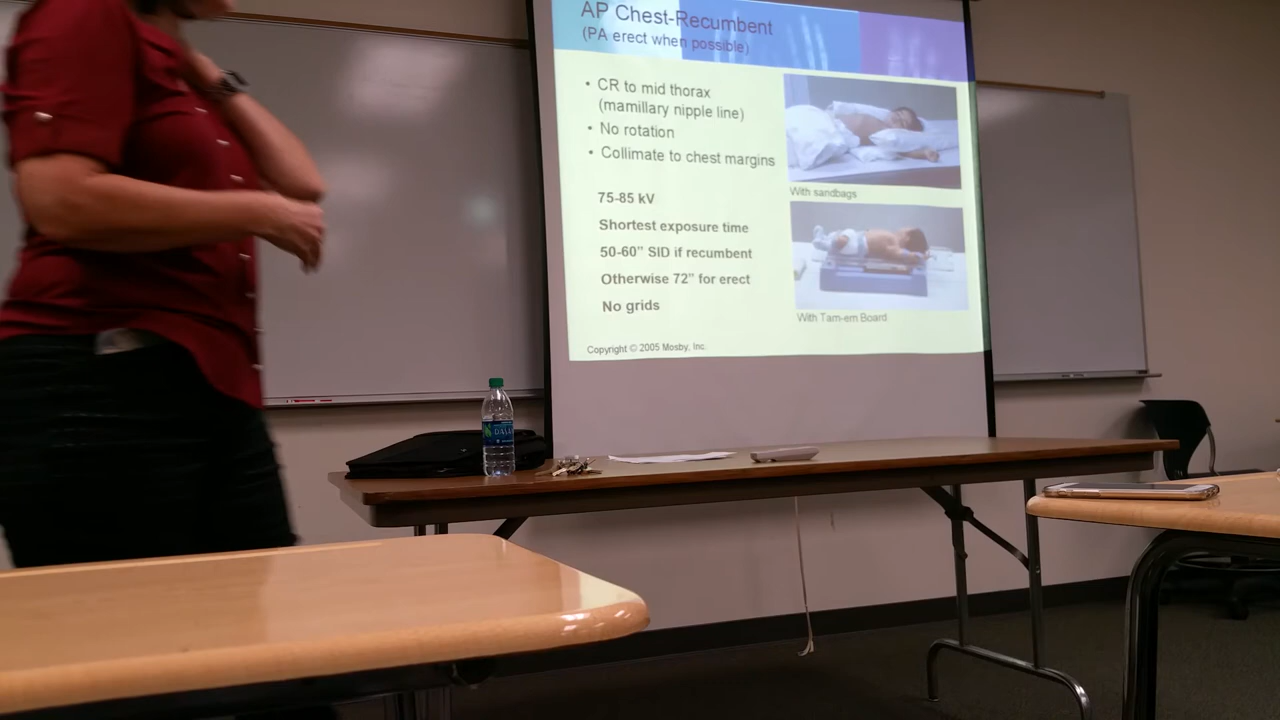 AP Chest-Recumbent
(PA erect when possible)
• CR to mid thorax
(mamillary nipple line)
• No rotation
• Collimate to chest margins
75-85 kV
Shortest exposure time
50-60" SID if recumbent
Otherwise 72" for erect
No grids
With sandbags
With Tam-em Board
Copyright © 2005 Mosby, Inc.
DASANI